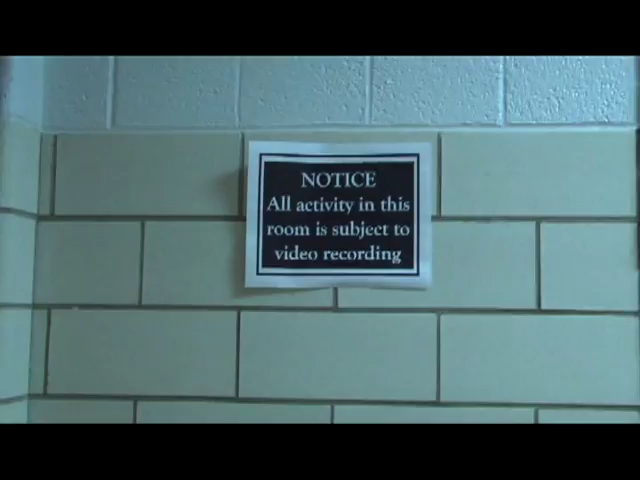 NOTICE
All activity in this
room is subject to
video recording